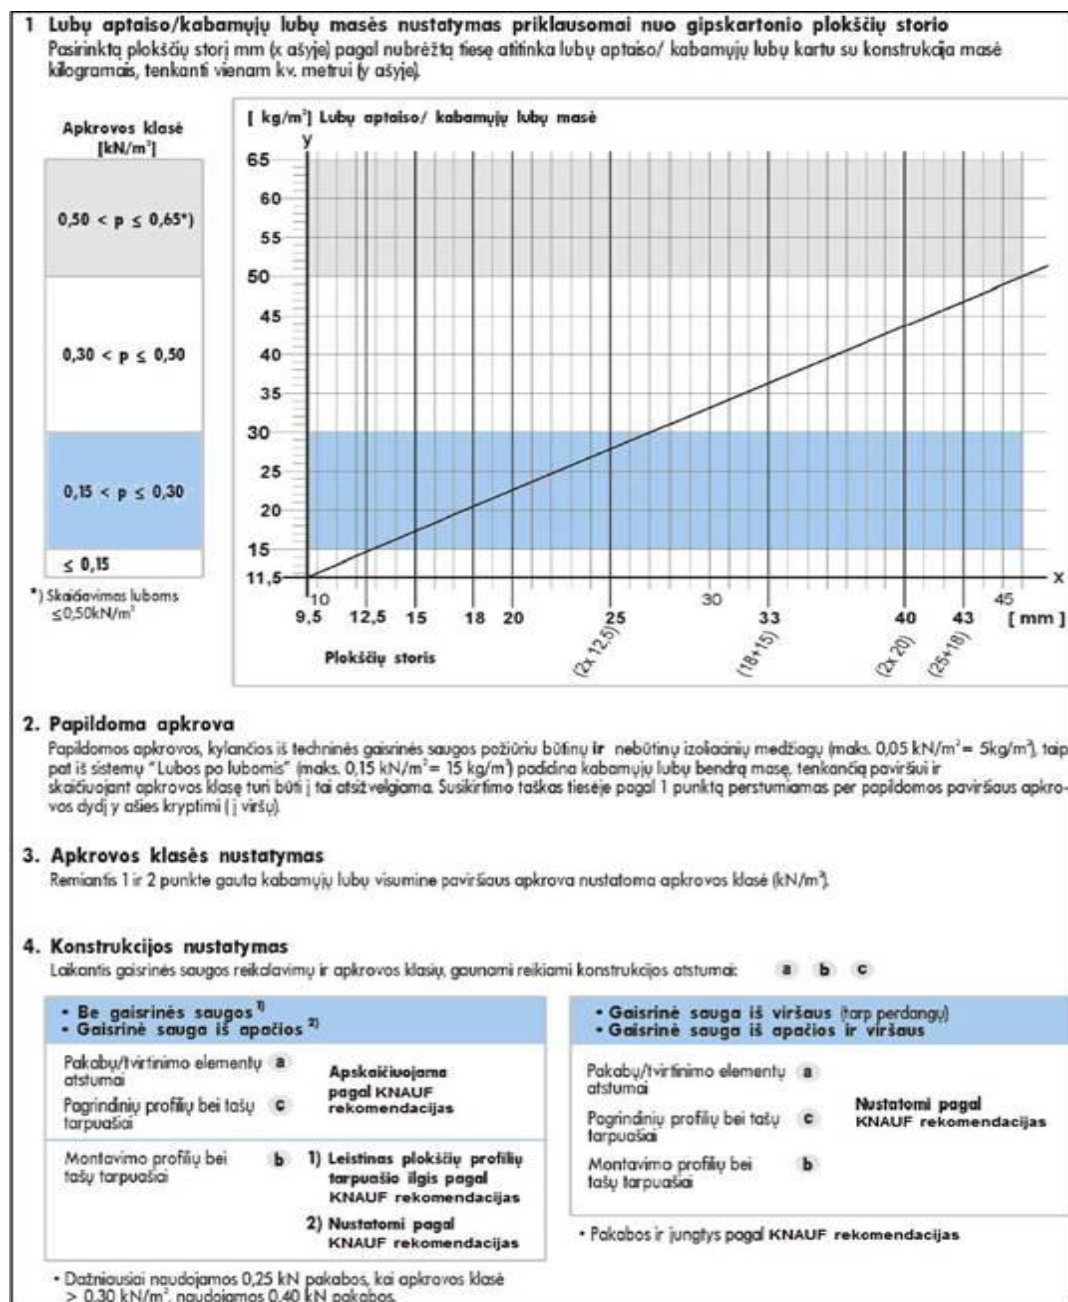 1 Lubų aptaiso/kabamųjų lubų masės nustatymas priklausomai nuo gipskartonio plokščių storio
Pasirinktą plokščių storį mm (x ašyje) pagal nubrėžtą tiesę atitinka lubų aptaiso/ kabamųjų lubų kartu su konstrukcija masė
kilogramais, tenkanti vienam kv. metrui (y ašyje).
Apkrovos klasė
[kN/m²]
0,50 < p ≤ 0,65*)
0,30 < p ≤ 0,50
0,15 < p ≤ 0,30
≤ 0,15
*) Skaičiavimas luboms
≤0,50kN/m²
[ kg/m²] Lubų aptaiso/ kabamųjų lubų masė
y
65
60
55
50
45
40
35
30
25
20
15
11,5
x
10 30 45
9,5 12,5 15 18 20 25 33 40 43 [ mm ]
(2x 12,5) (18+15) (2x 20) (25+18)
Plokščių storis
2. Papildoma apkrova
Papildomos apkrovos, kylančios iš techninės gaisrinės saugos požiūriu būtinų ir nebūtinų izoliacinių medžiagų (maks. 0,05 kN/m²= 5kg/m²), taip
pat iš sistemų "Lubos po lubomis" (maks. 0,15 kN/m²= 15 kg/m²) padidina kabamųjų lubų bendrą masę, tenkančią paviršiui ir
skaičiuojant apkrovos klasę turi būti į tai atsižvelgiama. Susikirtimo taškas tiesėje pagal 1 punktą perstumiamas per papildomos paviršiaus apkro-
vos dydį y ašies kryptimi ( į viršų).
3. Apkrovos klasės nustatymas
Remiantis 1 ir 2 punkte gauta kabamųjų lubų visumine paviršiaus apkrova nustatoma apkrovos klasė (kN/m²).
4. Konstrukcijos nustatymas
Laikantis gaisrinės saugos reikalavimų ir apkrovos klasių, gaunami reikiami konstrukcijos atstumai: a b c
• Be gaisrinės saugos 1)
• Gaisrinė sauga iš apačios 2)
Pakabų/tvirtinimo elementų a
atstumai
Pagrindinių profilių bei tašų c
tarpuašiai
Apskaičiuojama
pagal KNAUF
rekomendacijas
Montavimo profilių bei b
tašų tarpuašiai
1) Leistinas plokščių profilių
tarpuašio ilgis pagal
KNAUF rekomendacijas
2) Nustatomi pagal
KNAUF rekomendacijas
• Dažniausiai naudojamos 0,25 kN pakabos, kai apkrovos klasė
> 0,30 kN/m², naudojamos 0,40 kN pakabos.
• Gaisrinė sauga iš viršaus (tarp perdangų)
• Gaisrinė sauga iš apačios ir viršaus
Pakabų/tvirtinimo elementų a
atstumai
Pagrindinių profilių bei tašų c
tarpuašiai
Montavimo profilių bei b
tašų tarpuašiai
Nustatomi pagal
KNAUF rekomendacijas
• Pakabos ir jungtys pagal KNAUF rekomendacijas